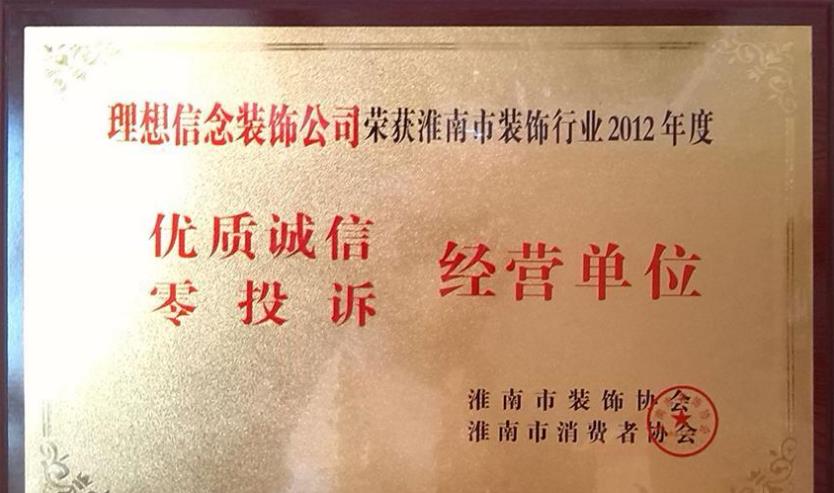 理想信念装饰公司荣获淮南市装饰行业2012年度
优质诚信
零投诉
经营单位
淮南市装饰协会
淮南市消费者协会